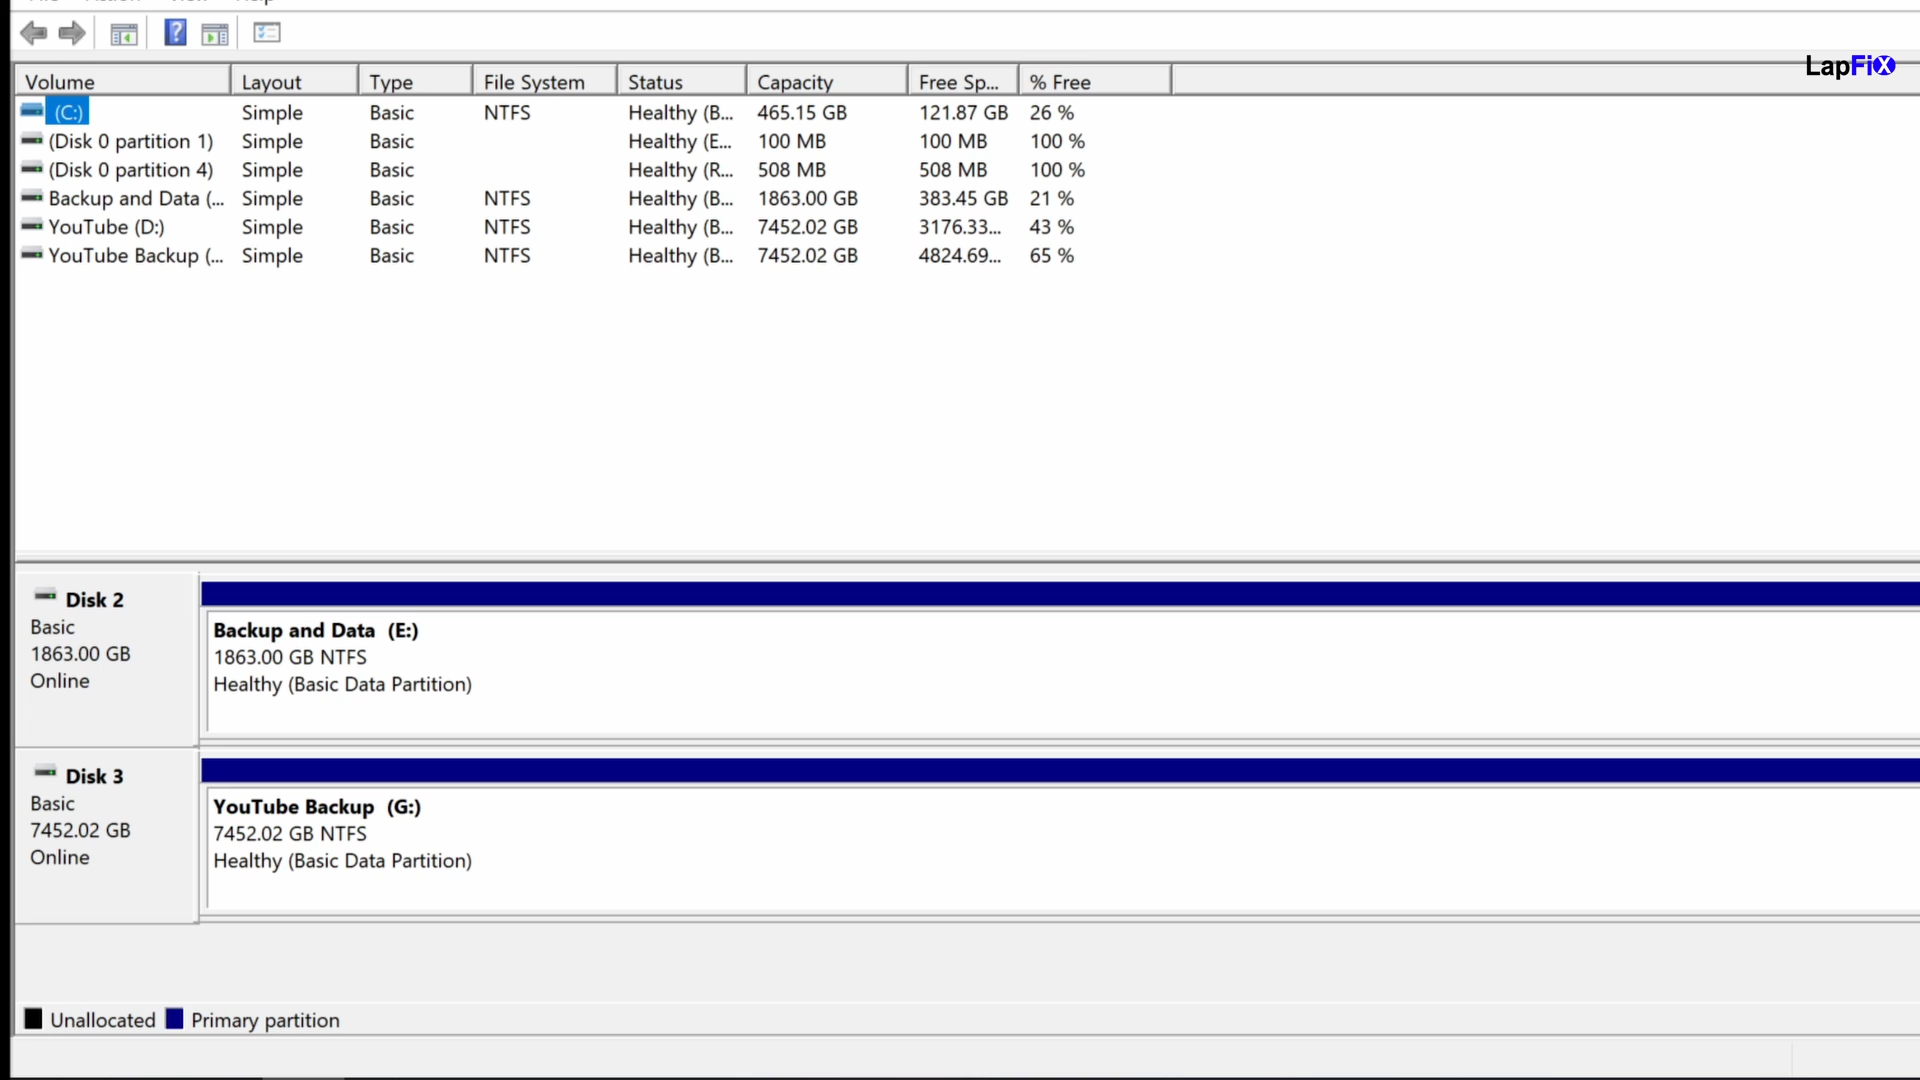 LapFiX
Volume Layout Type File System Status Capacity Free Sp... % Free
(C:) Simple Basic NTFS Healthy (B... 465.15 GB 121.87 GB 26 %
(Disk 0 partition 1) Simple Basic Healthy (E... 100 MB 100 MB 100 %
(Disk 0 partition 4) Simple Basic Healthy (R... 508 MB 508 MB 100 %
Backup and Data (... Simple Basic NTFS Healthy (B... 1863.00 GB 383.45 GB 21 %
YouTube (D:) Simple Basic NTFS Healthy (B... 7452.02 GB 3176.33... 43 %
YouTube Backup (... Simple Basic NTFS Healthy (B... 7452.02 GB 4824.69... 65 %
Disk 2
Basic
1863.00 GB
Online
Backup and Data (E:)
1863.00 GB NTFS
Healthy (Basic Data Partition)
Disk 3
Basic
7452.02 GB
Online
YouTube Backup (G:)
7452.02 GB NTFS
Healthy (Basic Data Partition)
Unallocated Primary partition